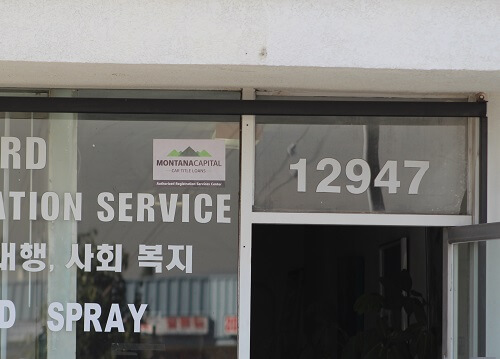 RD
MONTANACAPITAL
CAR TITLE LOANS
Authorized Registration Services Center
12947
ATION SERVICE
대행, 사회 복지
D SPRAY